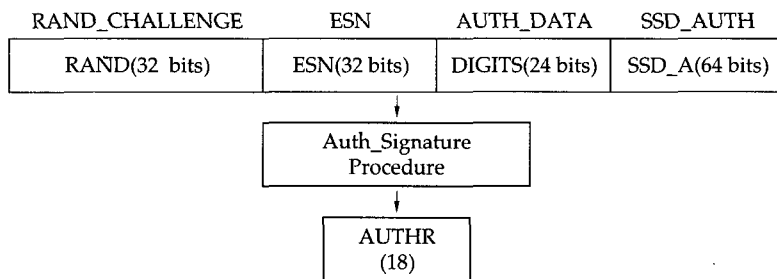 RAND_CHALLENGE ESN AUTH_DATA SSD_AUTH
RAND(32 bits) ESN(32 bits) DIGITS(24 bits) SSD_A(64 bits)
Auth_Signature
Procedure
AUTHR
(18)